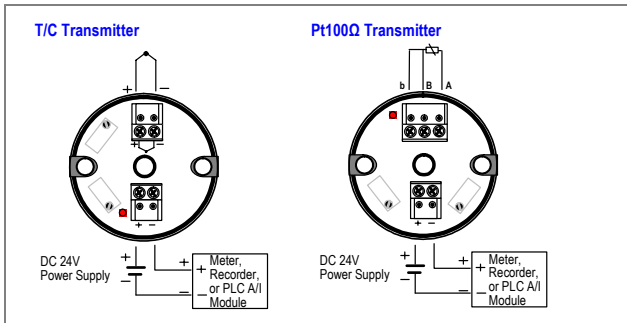 T/C Transmitter
Pt100Ω Transmitter
+ −
b B A
+ −
+ −
+ −
DC 24V
Power Supply
+
−
+
−
+
−
Meter,
Recorder,
or PLC A/I
Module
DC 24V
Power Supply
+
−
+
−
+
−
Meter,
Recorder,
or PLC A/I
Module